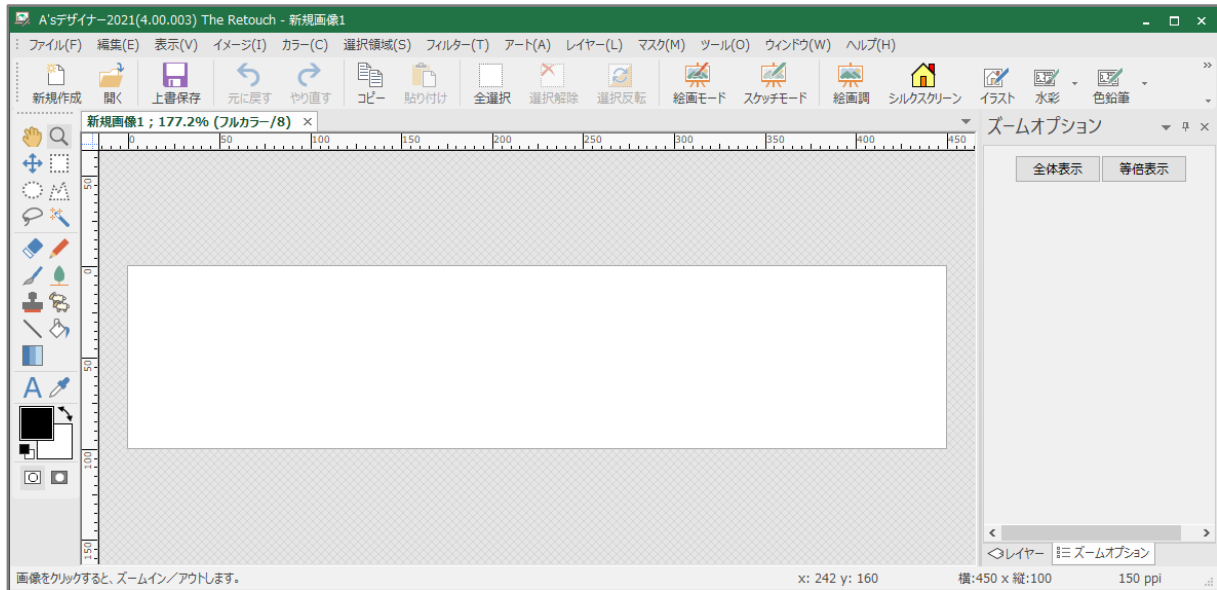 A'sデザイナー2021(4.00.003) The Retouch - 新規画像1
ファイル(F) 編集(E) 表示(V) イメージ(I) カラー(C) 選択領域(S) フィルター(T) アート(A) レイヤー(L) マスク(M) ツール(O) ウィンドウ(W) ヘルプ(H)
新規作成 開く 上書保存 元に戻す やり直す コピー 貼り付け 全選択 選択解除 選択反転 絵画モード スケッチモード 絵画調 シルクスクリーン イラスト 水彩 色鉛筆
新規画像1 ; 177.2% (フルカラー/8)
ズームオプション
0 50 100 150 200 250 300 350 400 450
全体表示 等倍表示
50
0
50
100
150
レイヤー ズームオプション
画像をクリックすると、ズームイン／アウトします。 x: 242 y: 160 横:450 x 縦:100 150 ppi